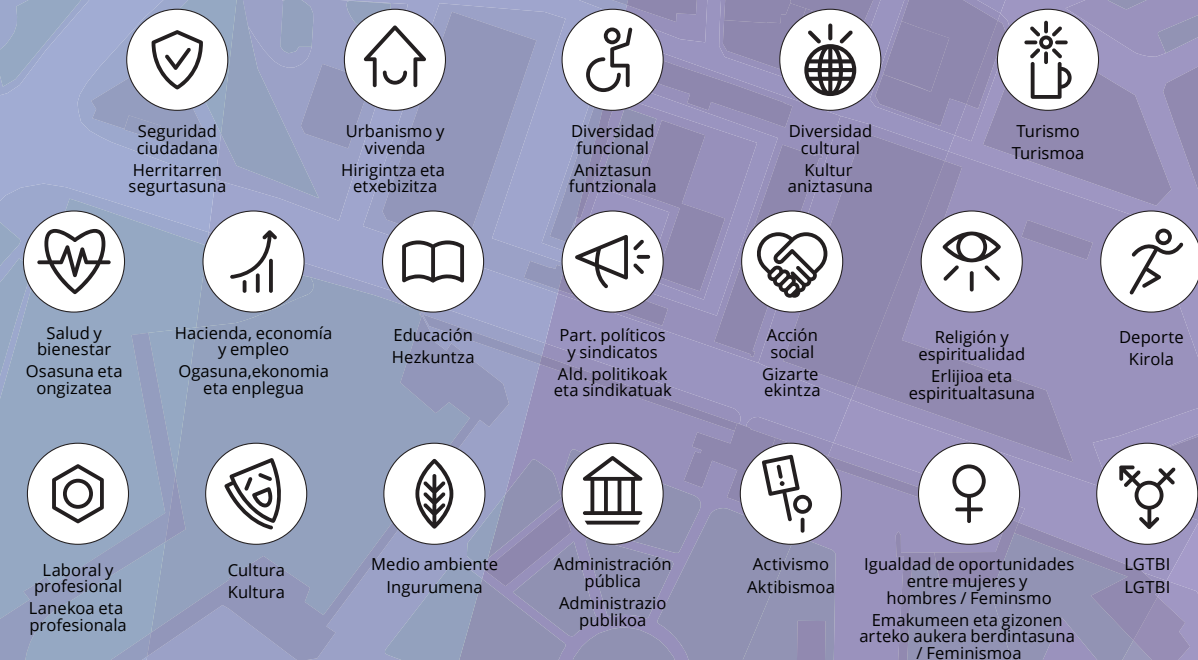 Seguridad
ciudadana
Herritarren
segurtasuna
Urbanismo y
vivenda
Hirigintza eta
etxebizitza
Diversidad
funcional
Aniztasun
funtzionala
Diversidad
cultural
Kultur
aniztasuna
Turismo
Turismoa
Salud y
bienestar
Osasuna eta
ongizatea
Hacienda, economía
y empleo
Ogasuna,ekonomia
eta enplegua
Educación
Hezkuntza
Part. políticos
y sindicatos
Ald. politikoak
eta sindikatuak
Acción
social
Gizarte
ekintza
Religión y
espiritualidad
Erlijioa eta
espiritualtasuna
Deporte
Kirola
Laboral y
profesional
Lanekoa eta
profesionala
Cultura
Kultura
Medio ambiente
Ingurumena
Administración
pública
Administrazio
publikoa
Activismo
Aktibismoa
Igualdad de oportunidades
entre mujeres y
hombres / Feminsmo
Emakumeen eta gizonen
arteko aukera berdintasuna
/ Feminismoa
LGTBI
LGTBI